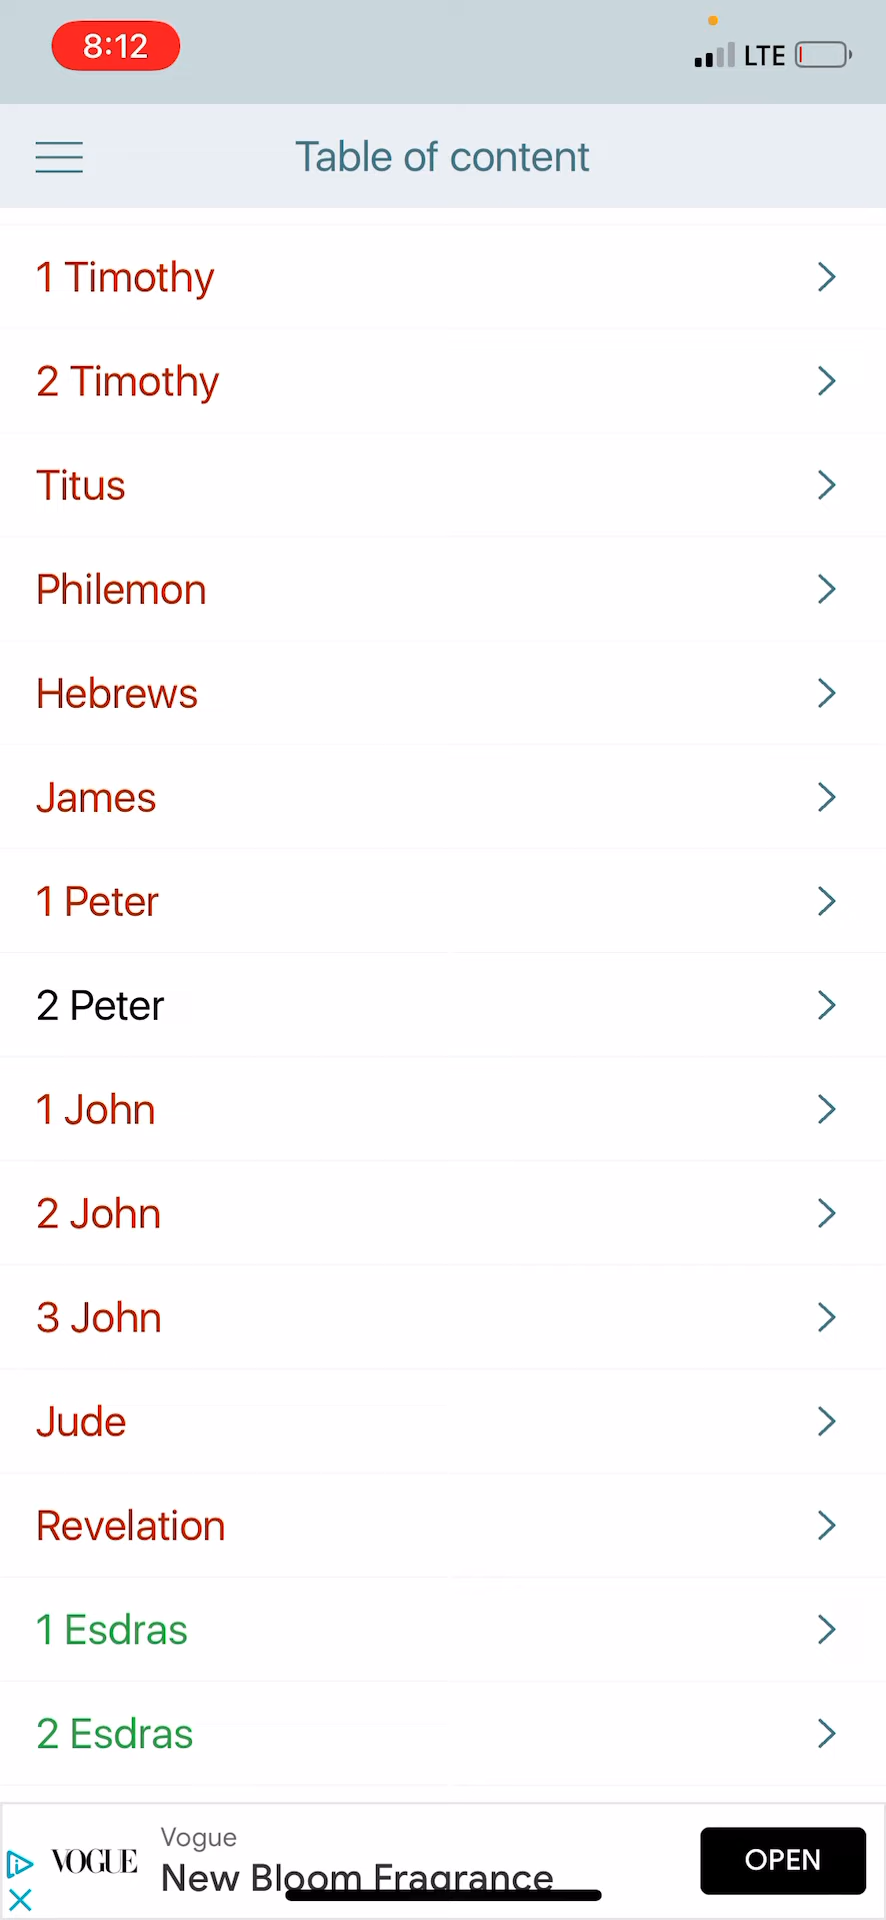 8:12
LTE
Table of content
1 Timothy
2 Timothy
Titus
Philemon
Hebrews
James
1 Peter
2 Peter
1 John
2 John
3 John
Jude
Revelation
1 Esdras
2 Esdras
Vogue
VOGUE
New Bloom Fragrance
OPEN